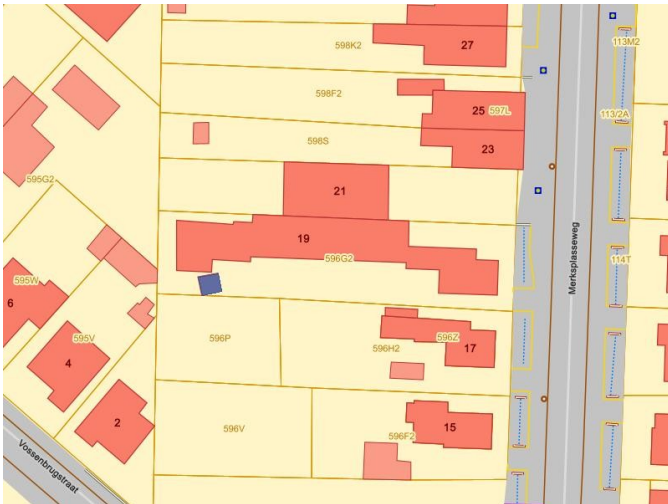 27
598K2
113M2
598F2
25
597L
113/2A
598S
23
595G2
21
19
596G2
114T
Merksplasseweg
595W
6
595V
4
596P
596H2
596Z
17
2
596V
596F2
15
Vossenbrugstraat